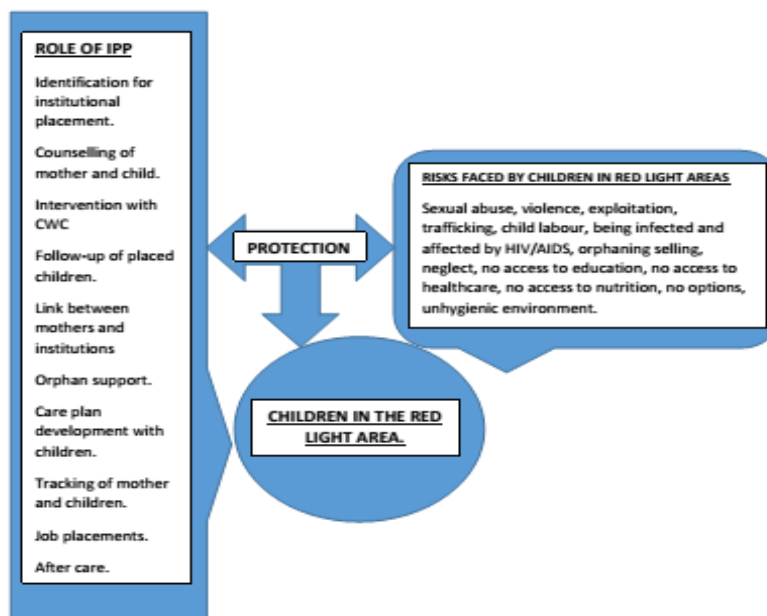 ROLE OF IPP
Identification for
institutional
placement.
Counselling of
mother and child.
Intervention with
CWC
Follow-up of placed
children.
Link between
mothers and
institutions
Orphan support.
Care plan
development with
children.
Tracking of mother
and children.
Job placements.
After care.
PROTECTION
RISKS FACED BY CHILDREN IN RED LIGHT AREAS
Sexual abuse, violence, exploitation,
trafficking, child labour, being infected and
affected by HIV/AIDS, orphaning selling,
neglect, no access to education, no access to
healthcare, no access to nutrition, no options,
unhygienic environment.
CHILDREN IN THE RED
LIGHT AREA.